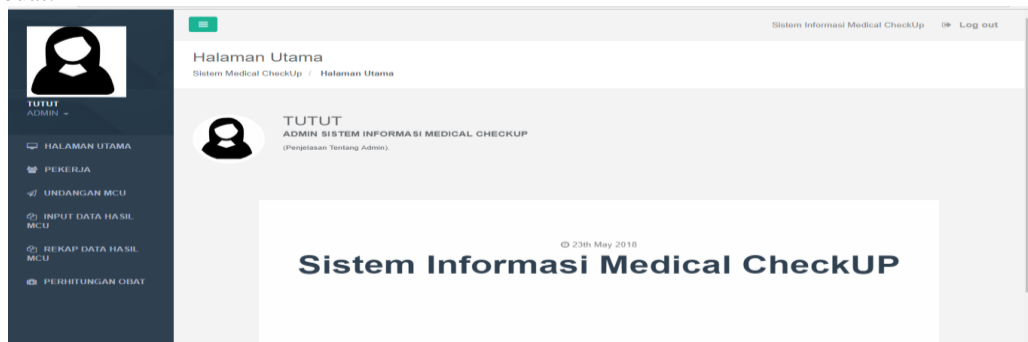 Sistem Informasi Medical CheckUp Log out
Halaman Utama
Sistem Medical CheckUp / Halaman Utama
TUTUT
ADMIN
HALAMAN UTAMA
PEKERJA
UNDANGAN MCU
INPUT DATA HASIL
MCU
REKAP DATA HASIL
MCU
PERHITUNGAN OBAT
TUTUT
ADMIN SISTEM INFORMASI MEDICAL CHECKUP
(Penjelasan Tentang Admin).
23th May 2018
Sistem Informasi Medical CheckUP